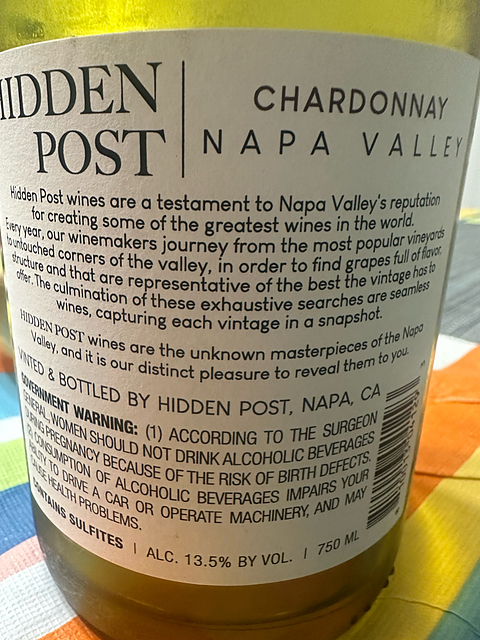 HIDDEN
POST
CHARDONNAY
NAPA VALLEY
Hidden Post wines are a testament to Napa Valley's reputation
for creating some of the greatest wines in the world.
Every year, our winemakers journey from the most popular vineyards
to untouched corners of the valley, in order to find grapes full of flavor,
structure and that are representative of the best the vintage has to
offer. The culmination of these exhaustive searches are seamless
wines, capturing each vintage in a snapshot.
HIDDEN POST wines are the unknown masterpieces of the Napa
Valley, and it is our distinct pleasure to reveal them to you.
VINTED & BOTTLED BY HIDDEN POST, NAPA, CA
GOVERNMENT WARNING: (1) ACCORDING TO THE SURGEON
GENERAL, WOMEN SHOULD NOT DRINK ALCOHOLIC BEVERAGES
DURING PREGNANCY BECAUSE OF THE RISK OF BIRTH DEFECTS.
CONSUMPTION OF ALCOHOLIC BEVERAGES IMPAIRS YOUR
ABILITY TO DRIVE A CAR OR OPERATE MACHINERY, AND MAY
CAUSE HEALTH PROBLEMS.
CONTAINS SULFITES | ALC. 13.5% BY VOL. | 750 ML